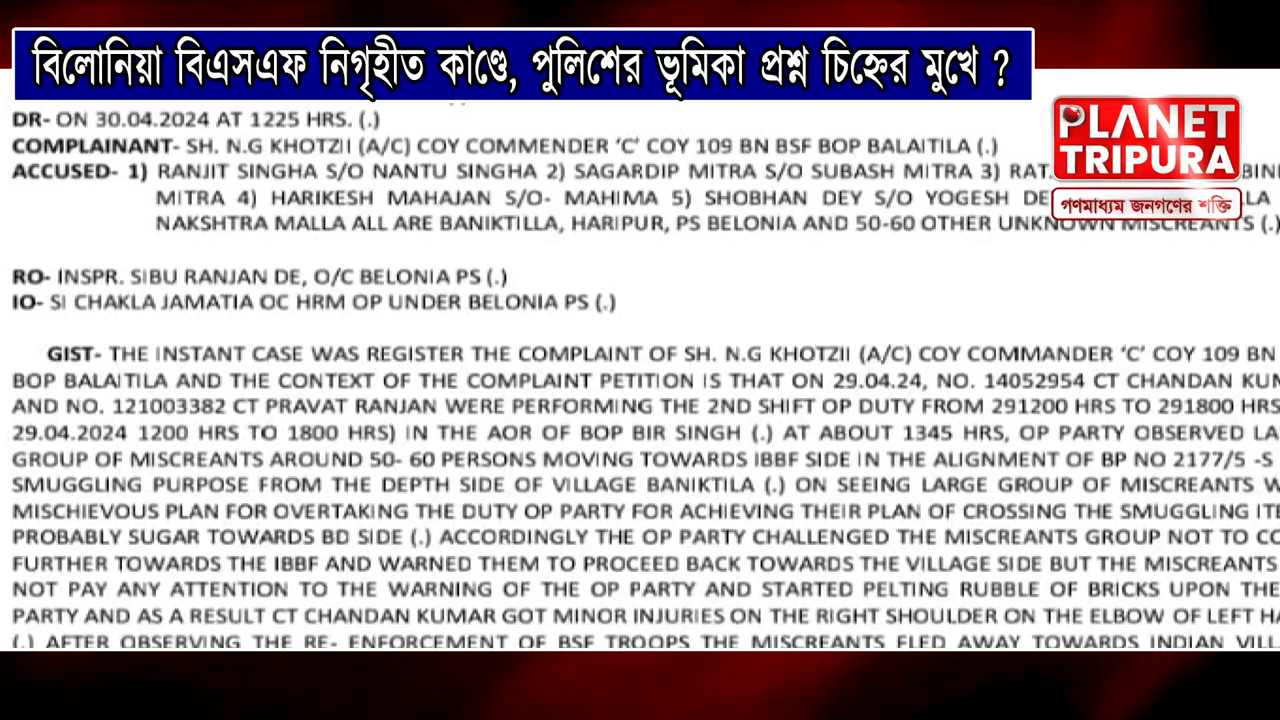 বিলোনিয়া বিএসএফ নিগৃহীত কাণ্ডে, পুলিশের ভূমিকা প্রশ্ন চিহ্নের মুখে ?
PLANET
TRIPURA
গণমাধ্যম জনগণের শক্তি
DR- ON 30.04.2024 AT 1225 HRS. (.)
COMPLAINANT- SH. N.G KHOTZII (A/C) COY COMMENDER ‘C’ COY 109 BN BSF BOP BALAITILA (.)
ACCUSED- 1) RANJIT SINGHA S/O NANTU SINGHA 2) SAGARDIP MITRA S/O SUBASH MITRA 3)
MITRA 4) HARIKESH MAHAJAN S/O- MAHIMA 5) SHOBHAN DEY S/O YOGESH
NAKSHTRA MALLA ALL ARE BANIKTILLA, HARIPUR, PS BELONIA AND 50-60 OTHER UNKNOWN MISCREANTS (.)
RO- INSPR. SIBU RANJAN DE, O/C BELONIA PS (.)
IO- SI CHAKLA JAMATIA OC HRM OP UNDER BELONIA PS (.)
GIST- THE INSTANT CASE WAS REGISTER THE COMPLAINT OF SH. N.G KHOTZII (A/C) COY COMMANDER ‘C’ COY 109 BN
BOP BALAITILA AND THE CONTEXT OF THE COMPLAINT PETITION IS THAT ON 29.04.24, NO. 14052954 CT CHANDAN
AND NO. 121003382 CT PRAVAT RANJAN WERE PERFORMING THE 2ND SHIFT OP DUTY FROM 291200 HRS TO 291800 HRS
29.04.2024 1200 HRS TO 1800 HRS) IN THE AOR OF BOP BIR SINGH (.) AT ABOUT 1345 HRS, OP PARTY OBSERVED
GROUP OF MISCREANTS AROUND 50- 60 PERSONS MOVING TOWARDS IBBF SIDE IN THE ALIGNMENT OF BP NO 2177/5 -S
SMUGGLING PURPOSE FROM THE DEPTH SIDE OF VILLAGE BANIKTILA (.) ON SEEING LARGE GROUP OF MISCREANTS
MISCHIEVOUS PLAN FOR OVERTAKING THE DUTY OP PARTY FOR ACHIEVING THEIR PLAN OF CROSSING THE SMUGGLING
PROBABLY SUGAR TOWARDS BD SIDE (.) ACCORDINGLY THE OP PARTY CHALLENGED THE MISCREANTS GROUP NOT TO
FURTHER TOWARDS THE IBBF AND WARNED THEM TO PROCEED BACK TOWARDS THE VILLAGE SIDE BUT THE MISCREANTS
NOT PAY ANY ATTENTION TO THE WARNING OF THE OP PARTY AND STARTED PELTING RUBBLE OF BRICKS UPON THE
PARTY AND AS A RESULT CT CHANDAN KUMAR GOT MINOR INJURIES ON THE RIGHT SHOULDER ON THE ELBOW OF LEFT
(.) AFTER OBSERVING THE RE- ENFORCEMENT OF BSF TROOPS THE MISCREANTS FLED AWAY TOWARDS INDIAN